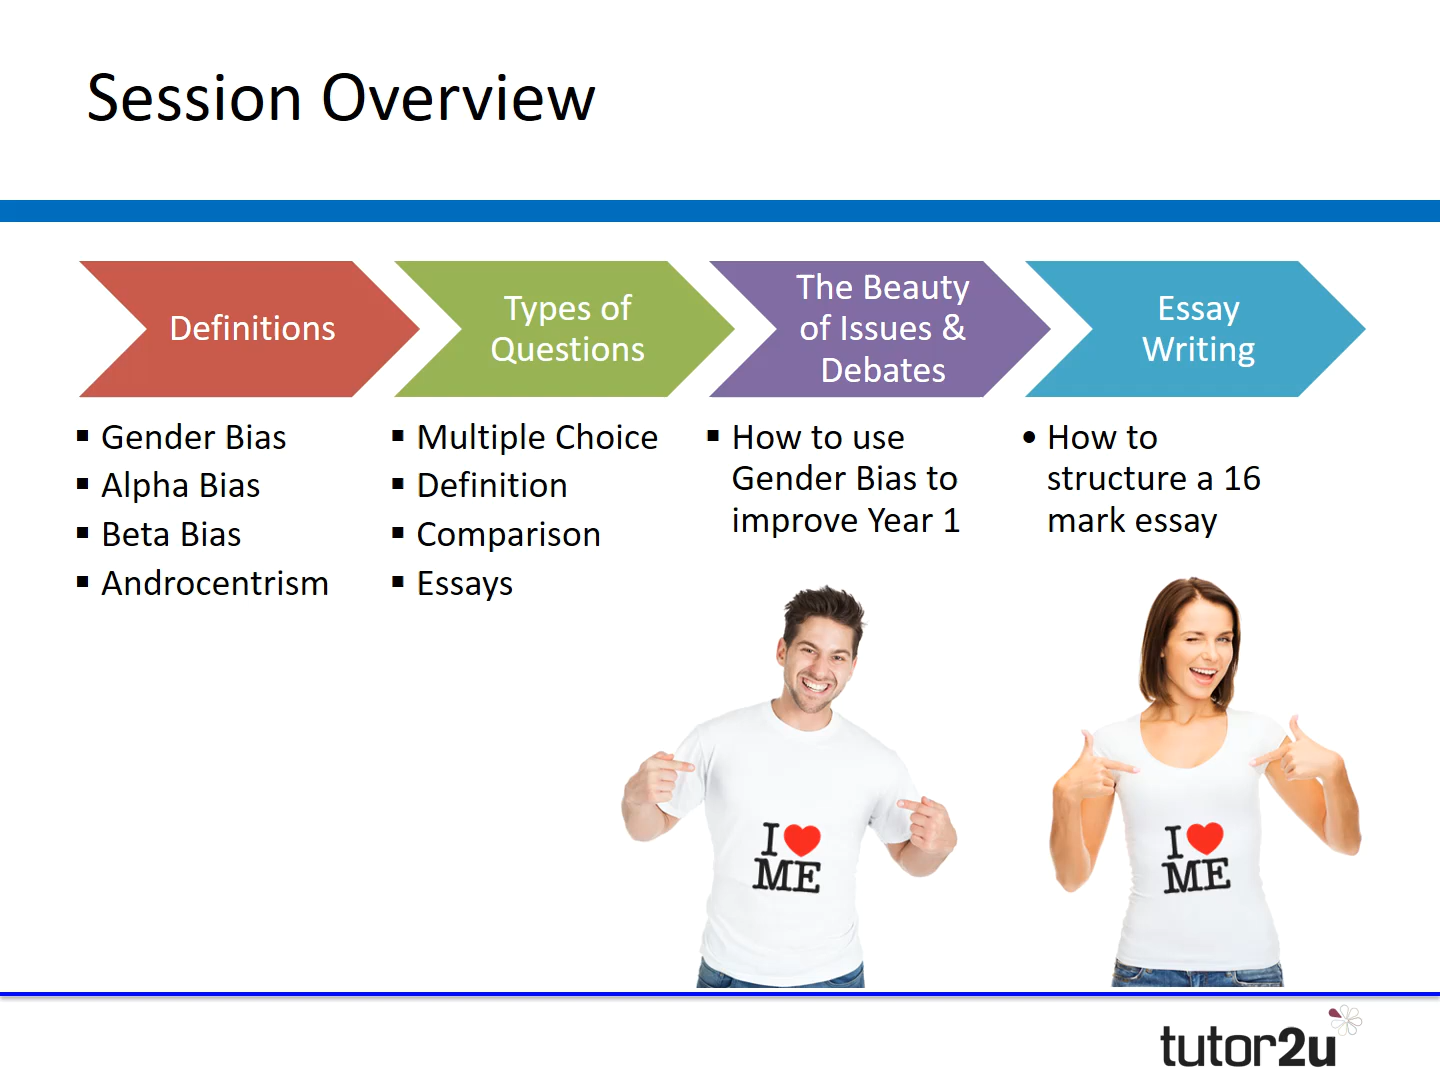 Session Overview
Definitions
Gender Bias
Alpha Bias
Beta Bias
Androcentrism
Types of
Questions
Multiple Choice
Definition
Comparison
Essays
The Beauty
of Issues &
Debates
How to use
Gender Bias to
improve Year 1
Essay
Writing
How to
structure a 16
mark essay
I ❤
ME
I ❤
ME
tutor2u